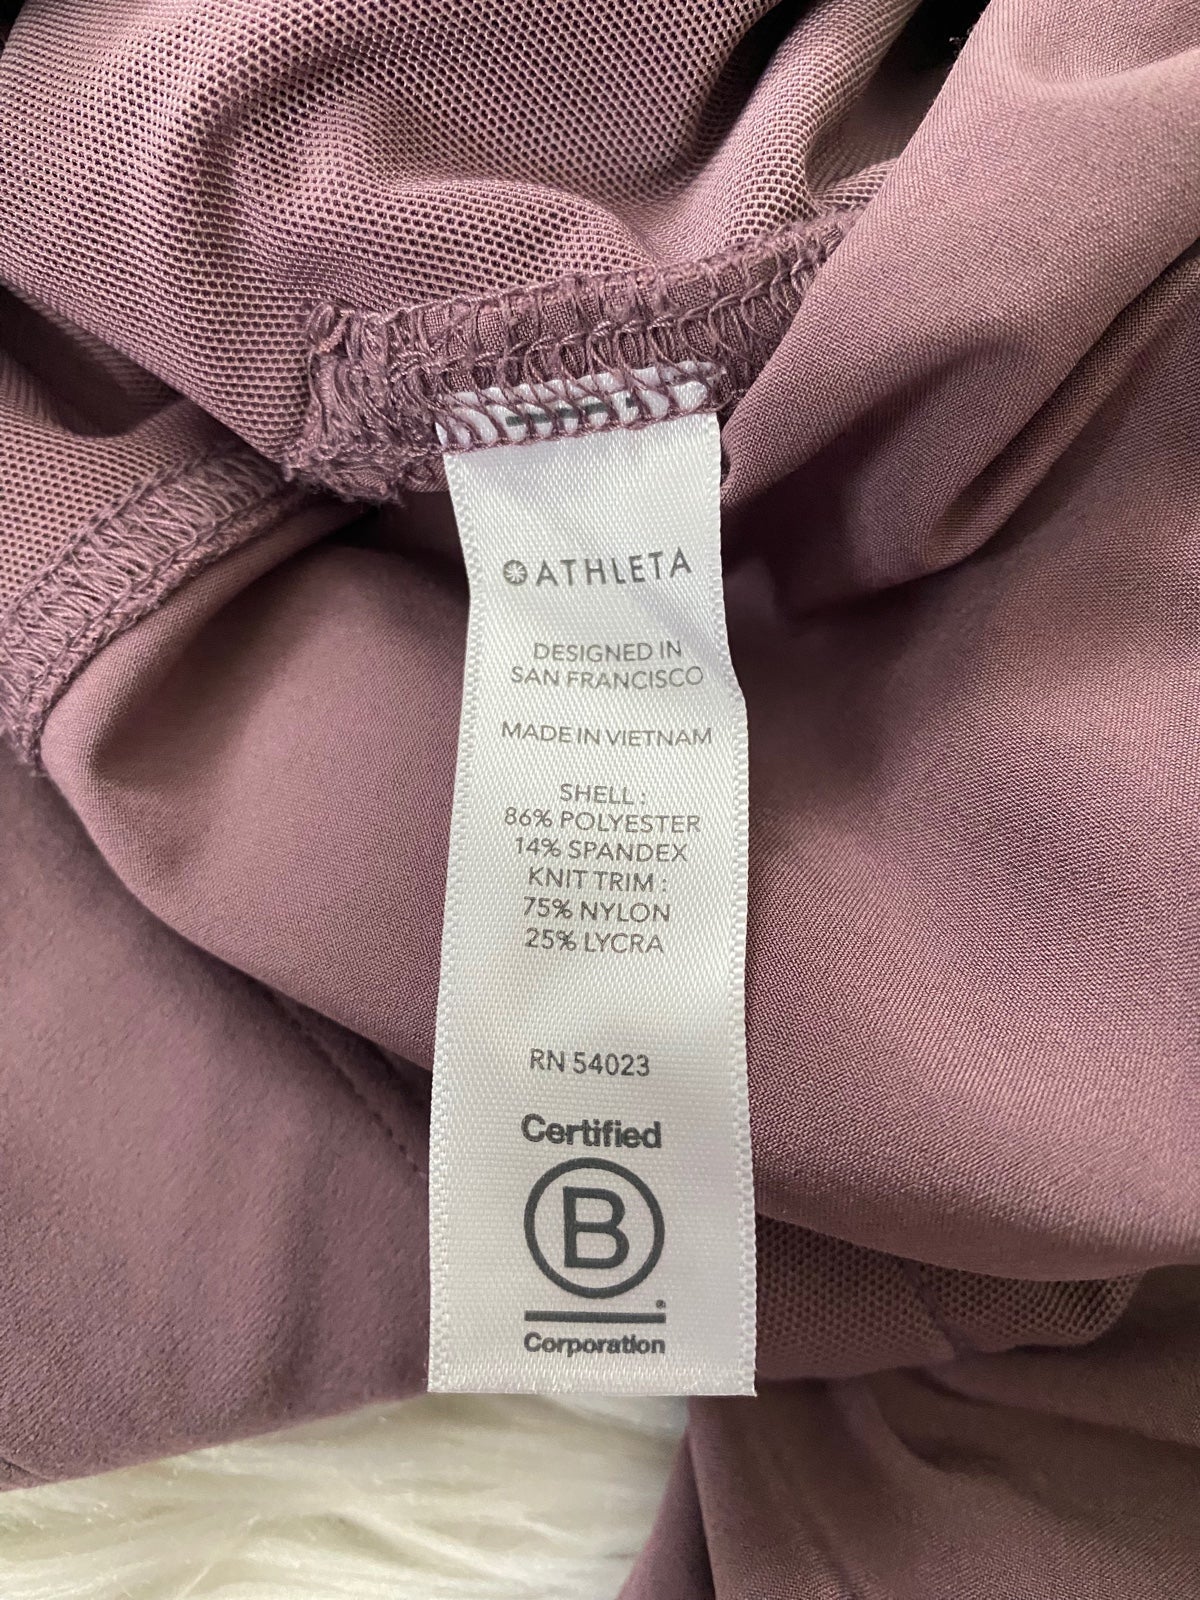 ATHLETA
DESIGNED IN
SAN FRANCISCO
MADE IN VIETNAM
SHELL :
86% POLYESTER
14% SPANDEX
KNIT TRIM :
75% NYLON
25% LYCRA
RN 54023
Certified
B
®
Corporation